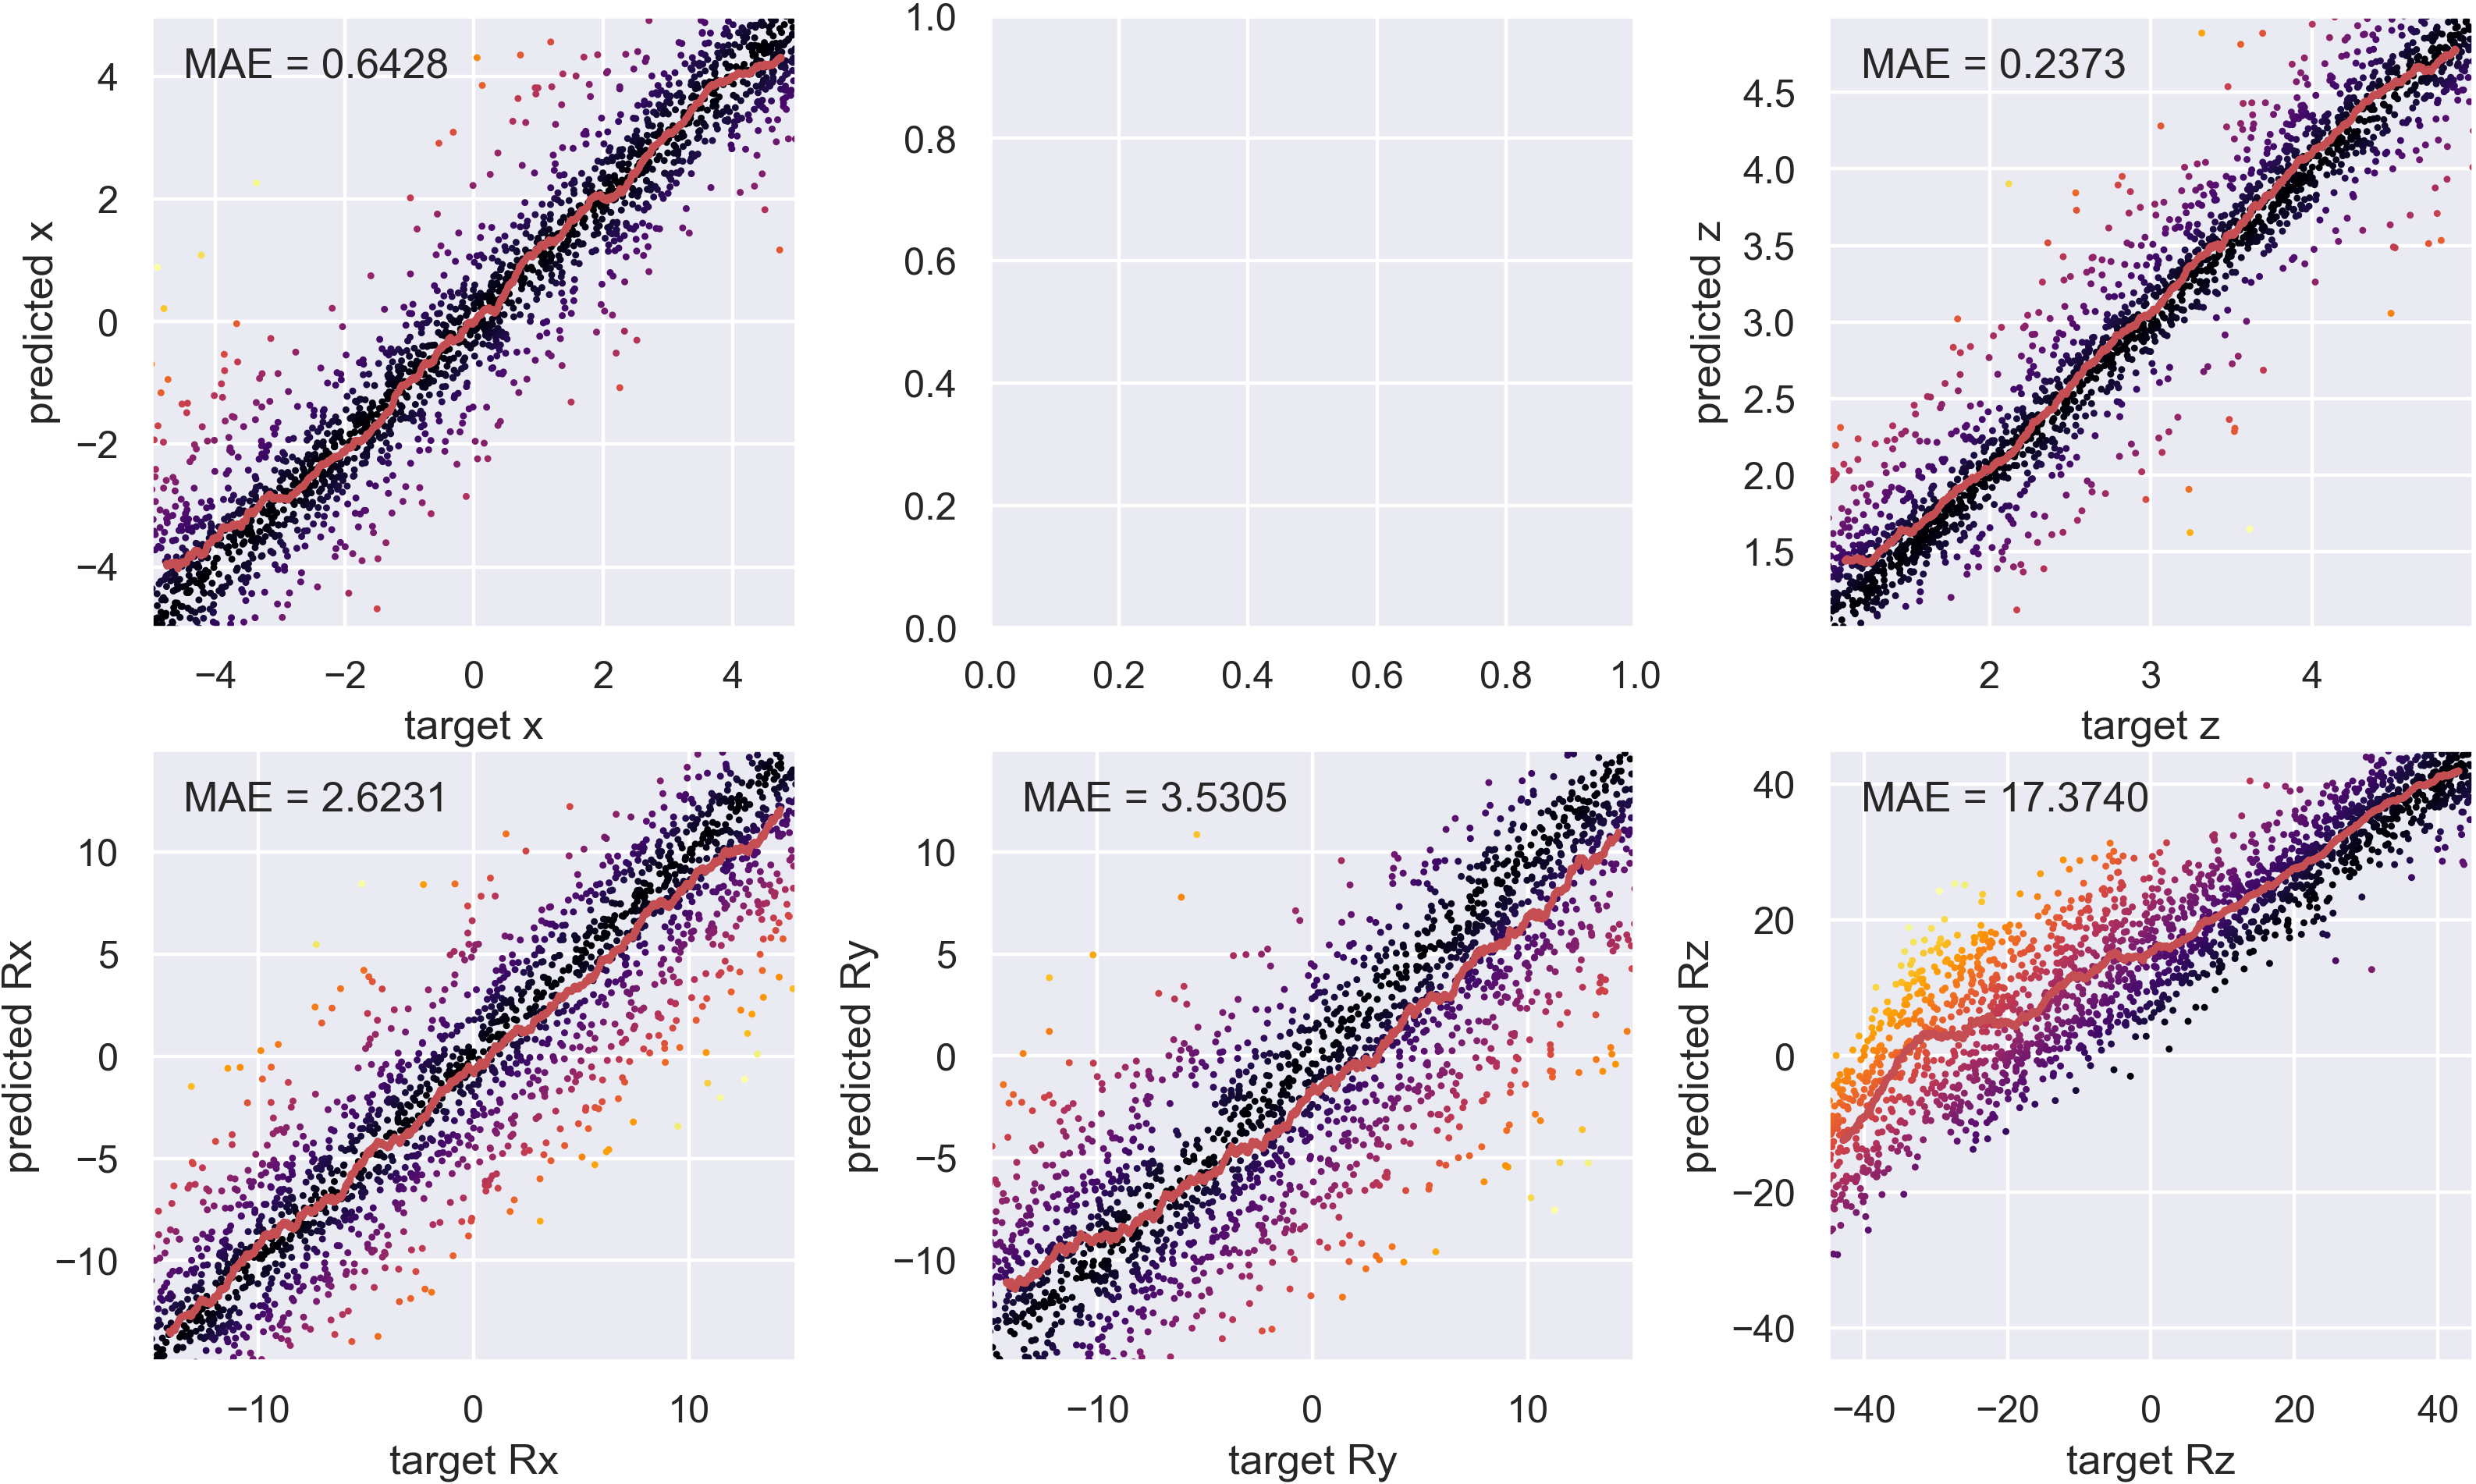 MAE = 0.6428
predicted x
4
2
0
−2
−4
−4 −2 0 2 4
target x
1.0
0.8
0.6
0.4
0.2
0.0
0.0 0.2 0.4 0.6 0.8 1.0
MAE = 0.2373
predicted z
4.5
4.0
3.5
3.0
2.5
2.0
1.5
2 3 4
target z
MAE = 2.6231
predicted Rx
10
5
0
−5
−10
−10 0 10
target Rx
MAE = 3.5305
predicted Ry
10
5
0
−5
−10
−10 0 10
target Ry
MAE = 17.3740
predicted Rz
40
20
0
−20
−40
−40 −20 0 20 40
target Rz